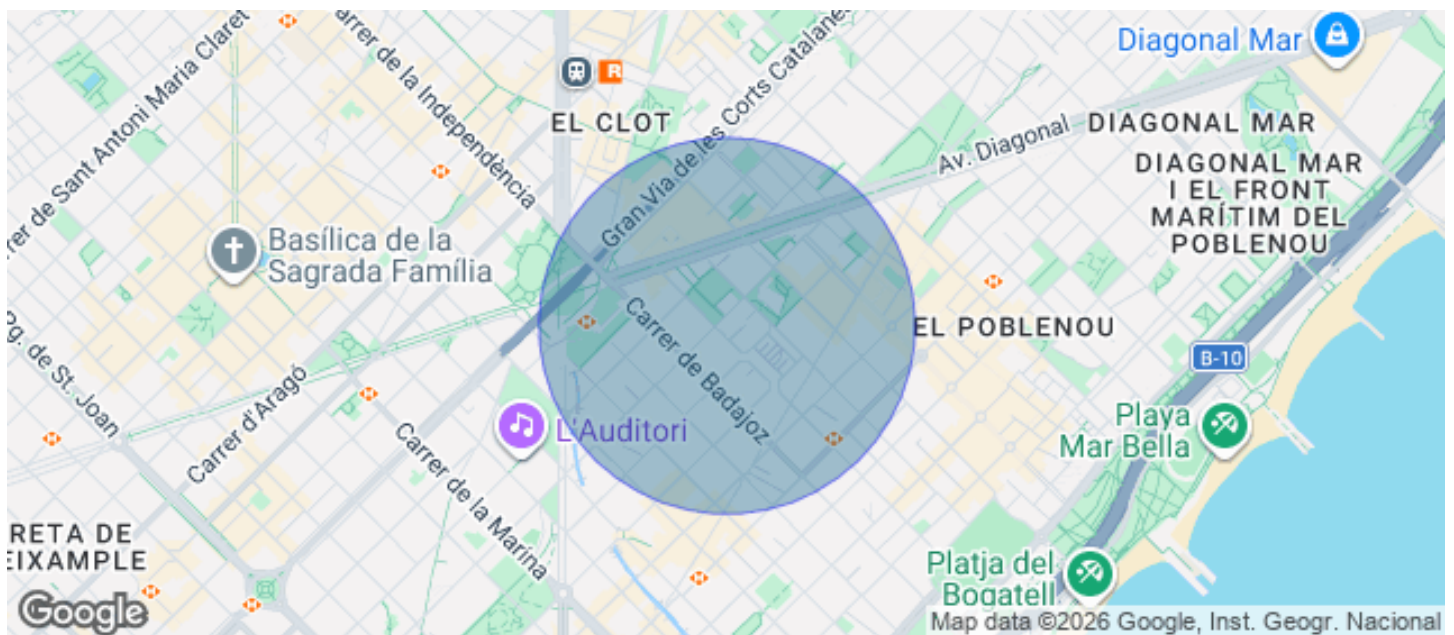 Carrer de Sant Antoni Maria Claret
Carrer de la Independència
R
EL CLOT
Gran Via de les Corts Catalanes
Diagonal Mar
Av. Diagonal
DIAGONAL MAR
DIAGONAL MAR
I EL FRONT
MARÍTIM DEL
POBLENOU
Basílica de la
Sagrada Família
EL POBLENOU
B-10
Carrer de Badajoz
Pg. de St. Joan
Carrer d'Aragó
L'Auditori
Playa
Mar Bella
Carrer de la Marina
RETA DE
EIXAMPLE
Platja del
Bogatell
Google
Map data ©2026 Google, Inst. Geogr. Nacional